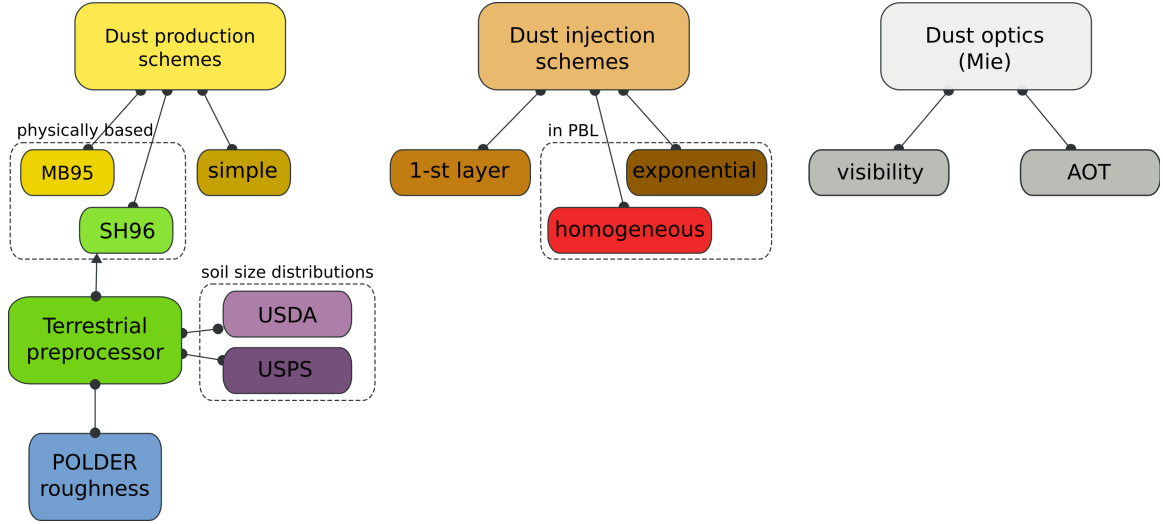 Dust production
schemes
physically based
MB95
simple
SH96
Terrestrial
preprocessor
soil size distributions
USDA
USPS
POLDER
roughness
Dust injection
schemes
1-st layer
in PBL
exponential
homogeneous
Dust optics
(Mie)
visibility
AOT